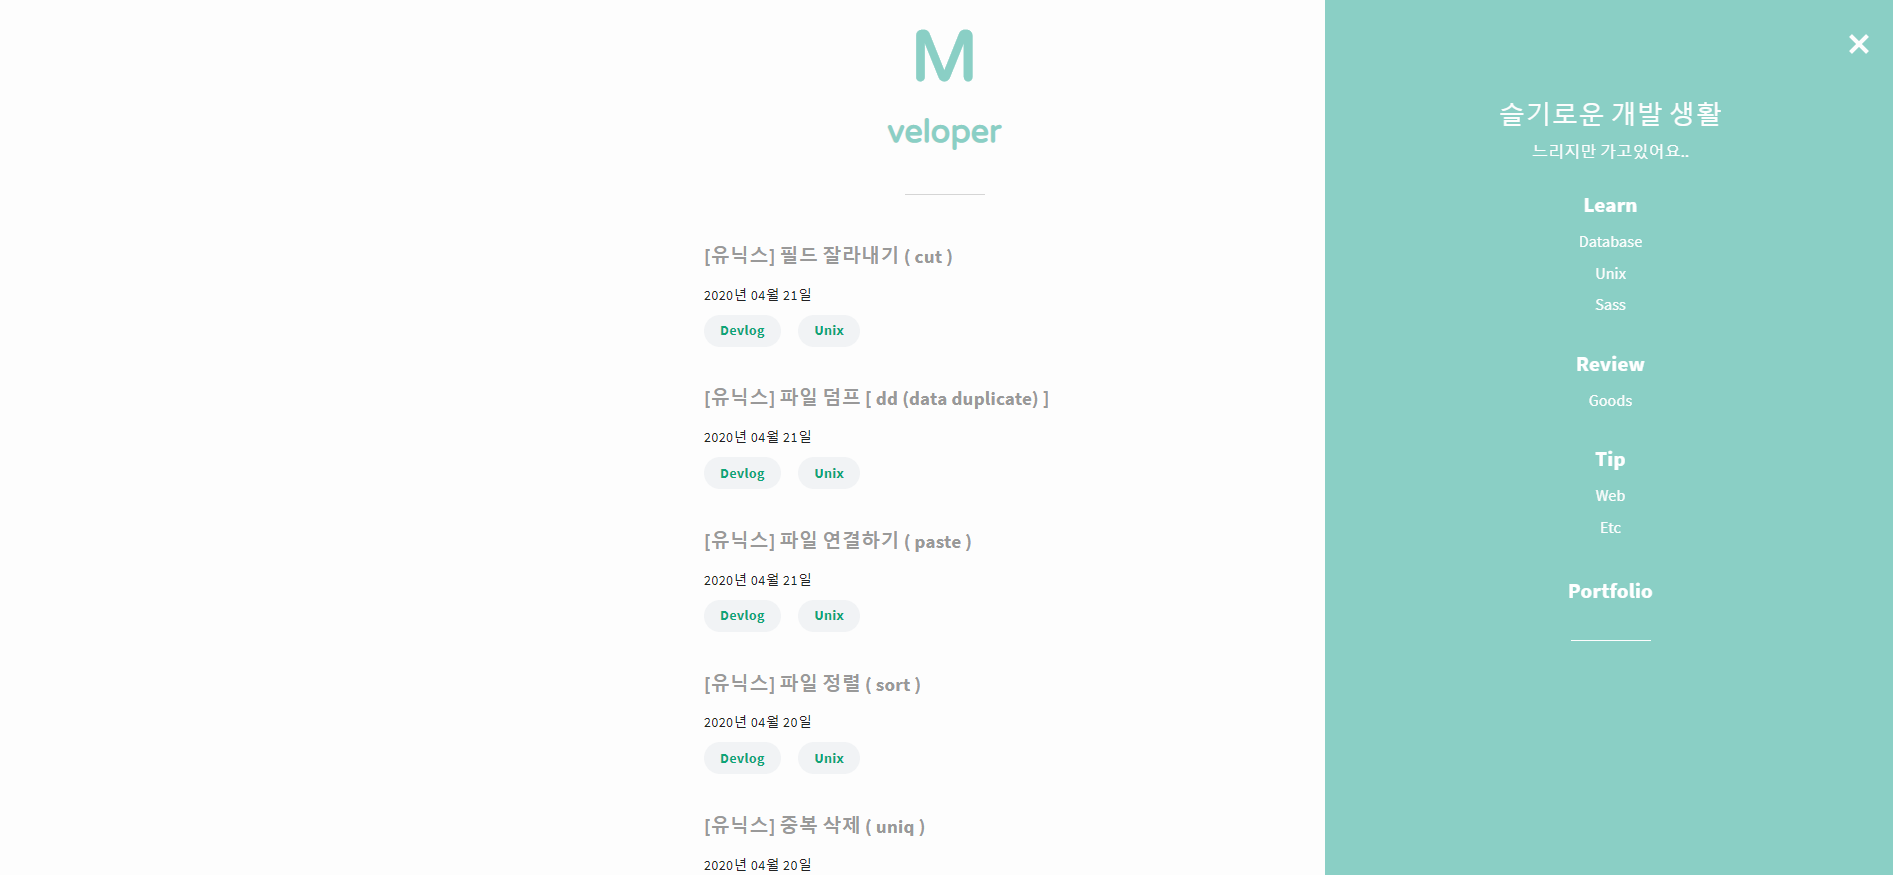 M
veloper
[유닉스] 필드 잘라내기 ( cut )
2020년 04월 21일
Devlog Unix
[유닉스] 파일 덤프 [ dd (data duplicate) ]
2020년 04월 21일
Devlog Unix
[유닉스] 파일 연결하기 ( paste )
2020년 04월 21일
Devlog Unix
[유닉스] 파일 정렬 ( sort )
2020년 04월 20일
Devlog Unix
[유닉스] 중복 삭제 ( uniq )
2020년 04월 20일
슬기로운 개발 생활
느리지만 가고있어요..
Learn
Database
Unix
Sass
Review
Goods
Tip
Web
Etc
Portfolio